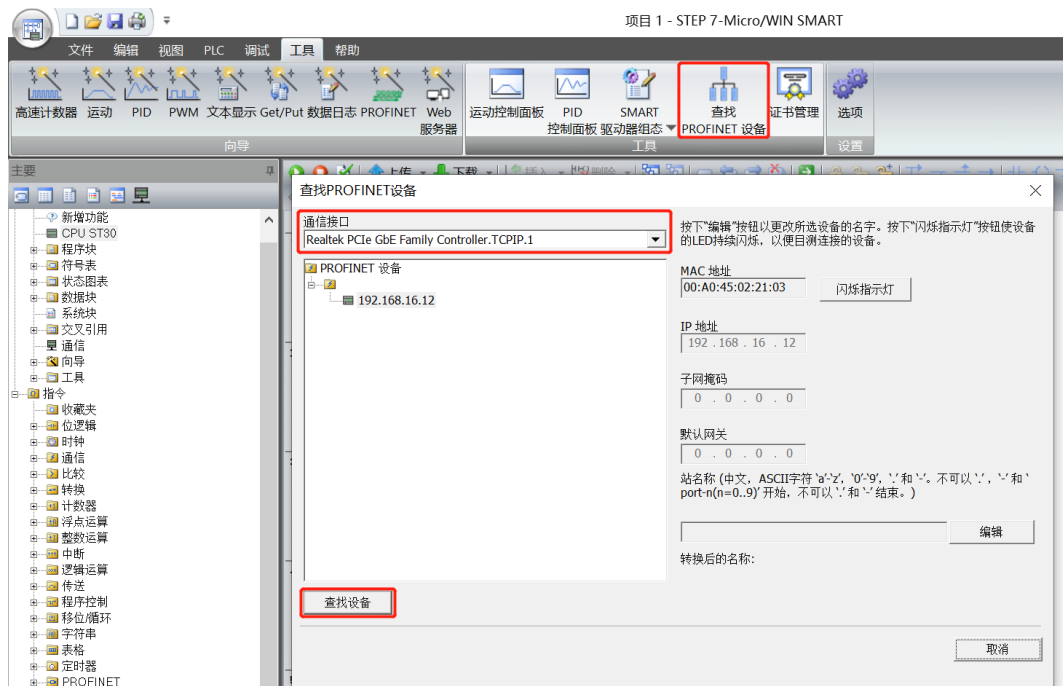 项目 1 - STEP 7-Micro/WIN SMART
文件 编辑 视图 PLC 调试 工具 帮助
高速计数器 运动 PID PWM 文本显示 Get/Put 数据日志 PROFINET Web 服务器
运动控制面板 PID 控制面板 SMART 驱动器组态 查找 PROFINET 设备 证书管理 选项
向导 工具 设置
主要
上传 下载 插入 删除
新增功能
CPU ST30
程序块
符号表
状态图表
数据块
系统块
交叉引用
通信
向导
工具
指令
收藏夹
位逻辑
时钟
通信
比较
转换
计数器
浮点运算
整数运算
中断
逻辑运算
传送
程序控制
移位/循环
字符串
表格
定时器
PROFINET
查找PROFINET设备
通信接口
Realtek PCIe GbE Family Controller.TCPIP.1
PROFINET 设备
192.168.16.12
查找设备
按下"编辑"按钮以更改所选设备的名字。按下"闪烁指示灯"按钮使设备
的LED持续闪烁，以便目测连接的设备。
MAC 地址
00:A0:45:02:21:03 闪烁指示灯
IP 地址
192 . 168 . 16 . 12
子网掩码
0 . 0 . 0 . 0
默认网关
0 . 0 . 0 . 0
站名称 (中文，ASCII字符 'a'-'z'，'0'-'9'，'.' 和 '-'。不可以 '.'，'-' 和 '
port-n(n=0..9)' 开始，不可以 '.' 和 '-' 结束。)
编辑
转换后的名称:
取消